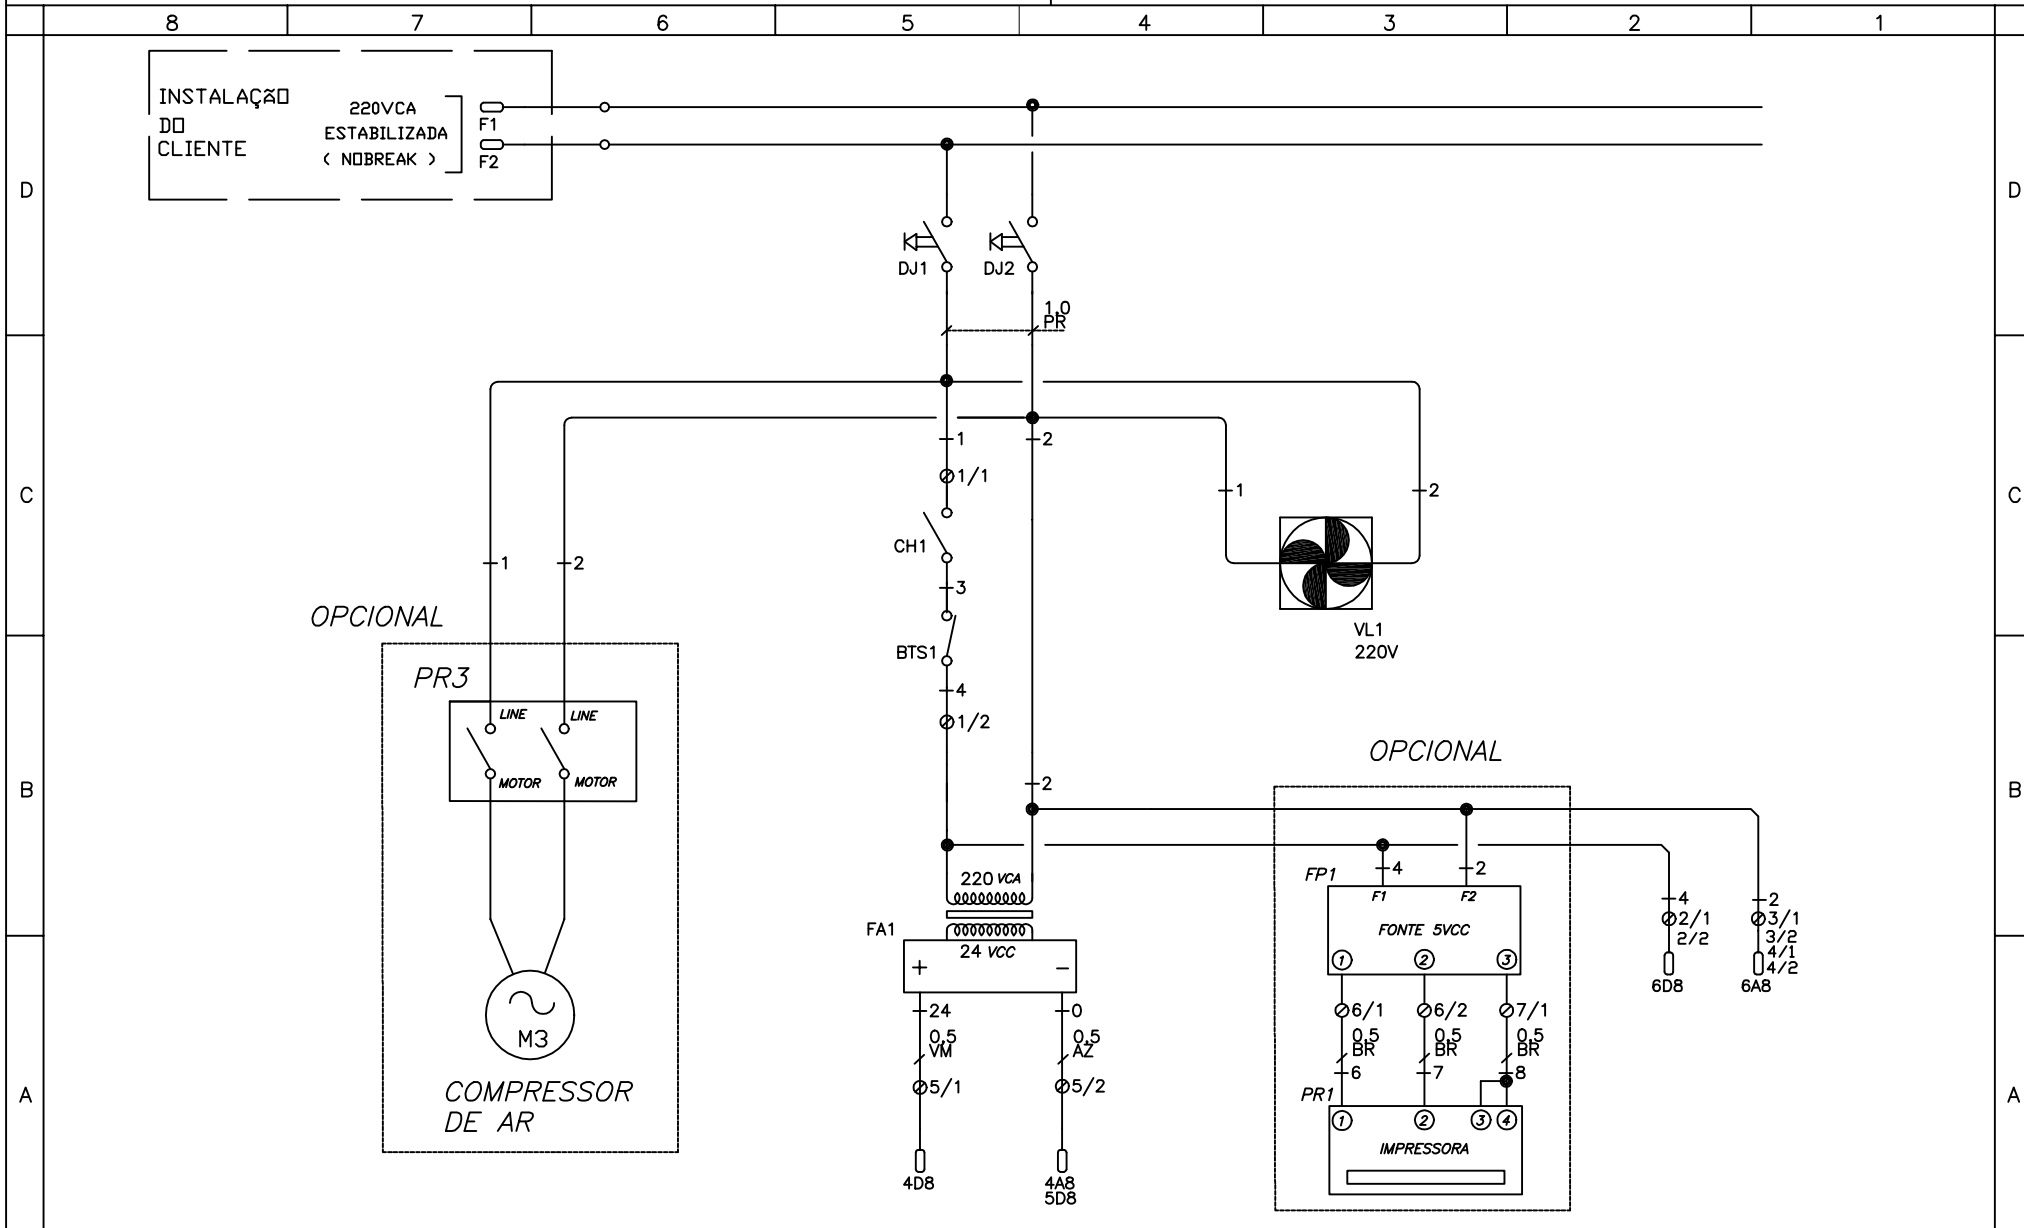 8 7 6 5 4 3 2 1
INSTALAÇÃO
DO
CLIENTE
220VCA
ESTABILIZADA
( NOBREAK )
F1
F2
D
D
DJ1
DJ2
1,0
PR
1
2
1/1
1
2
C
C
CH1
1
2
3
OPCIONAL
VL1
220V
BTS1
PR3
4
LINE
LINE
1/2
OPCIONAL
MOTOR
MOTOR
2
B
B
220 VCA
FP1
4
2
F1
F2
FA1
FONTE 5VCC
4
2/1
2/2
2
3/1
3/2
4/1
4/2
24 VCC
+
−
1
2
3
6D8
6A8
24
0
6/1
6/2
7/1
0,5
VM
0,5
AZ
0,5
BR
0,5
BR
0,5
BR
M3
6
7
8
5/1
5/2
A
A
COMPRESSOR
DE AR
PR1
1
2
3
4
IMPRESSORA
4D8
4A8
5D8